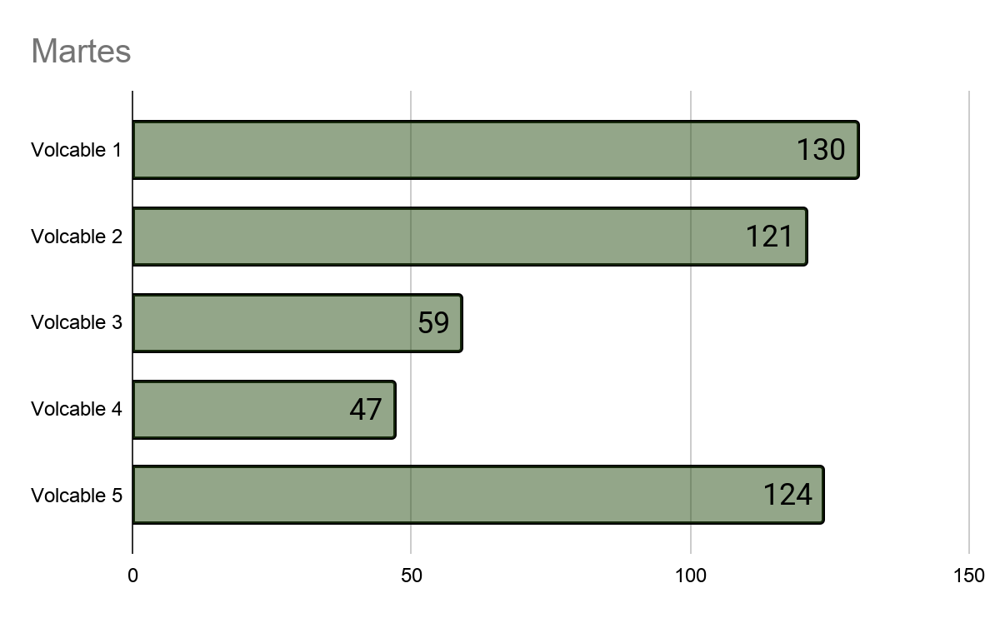 Martes
Volcable 1
130
Volcable 2
121
Volcable 3
59
Volcable 4
47
Volcable 5
124
0 50 100 150